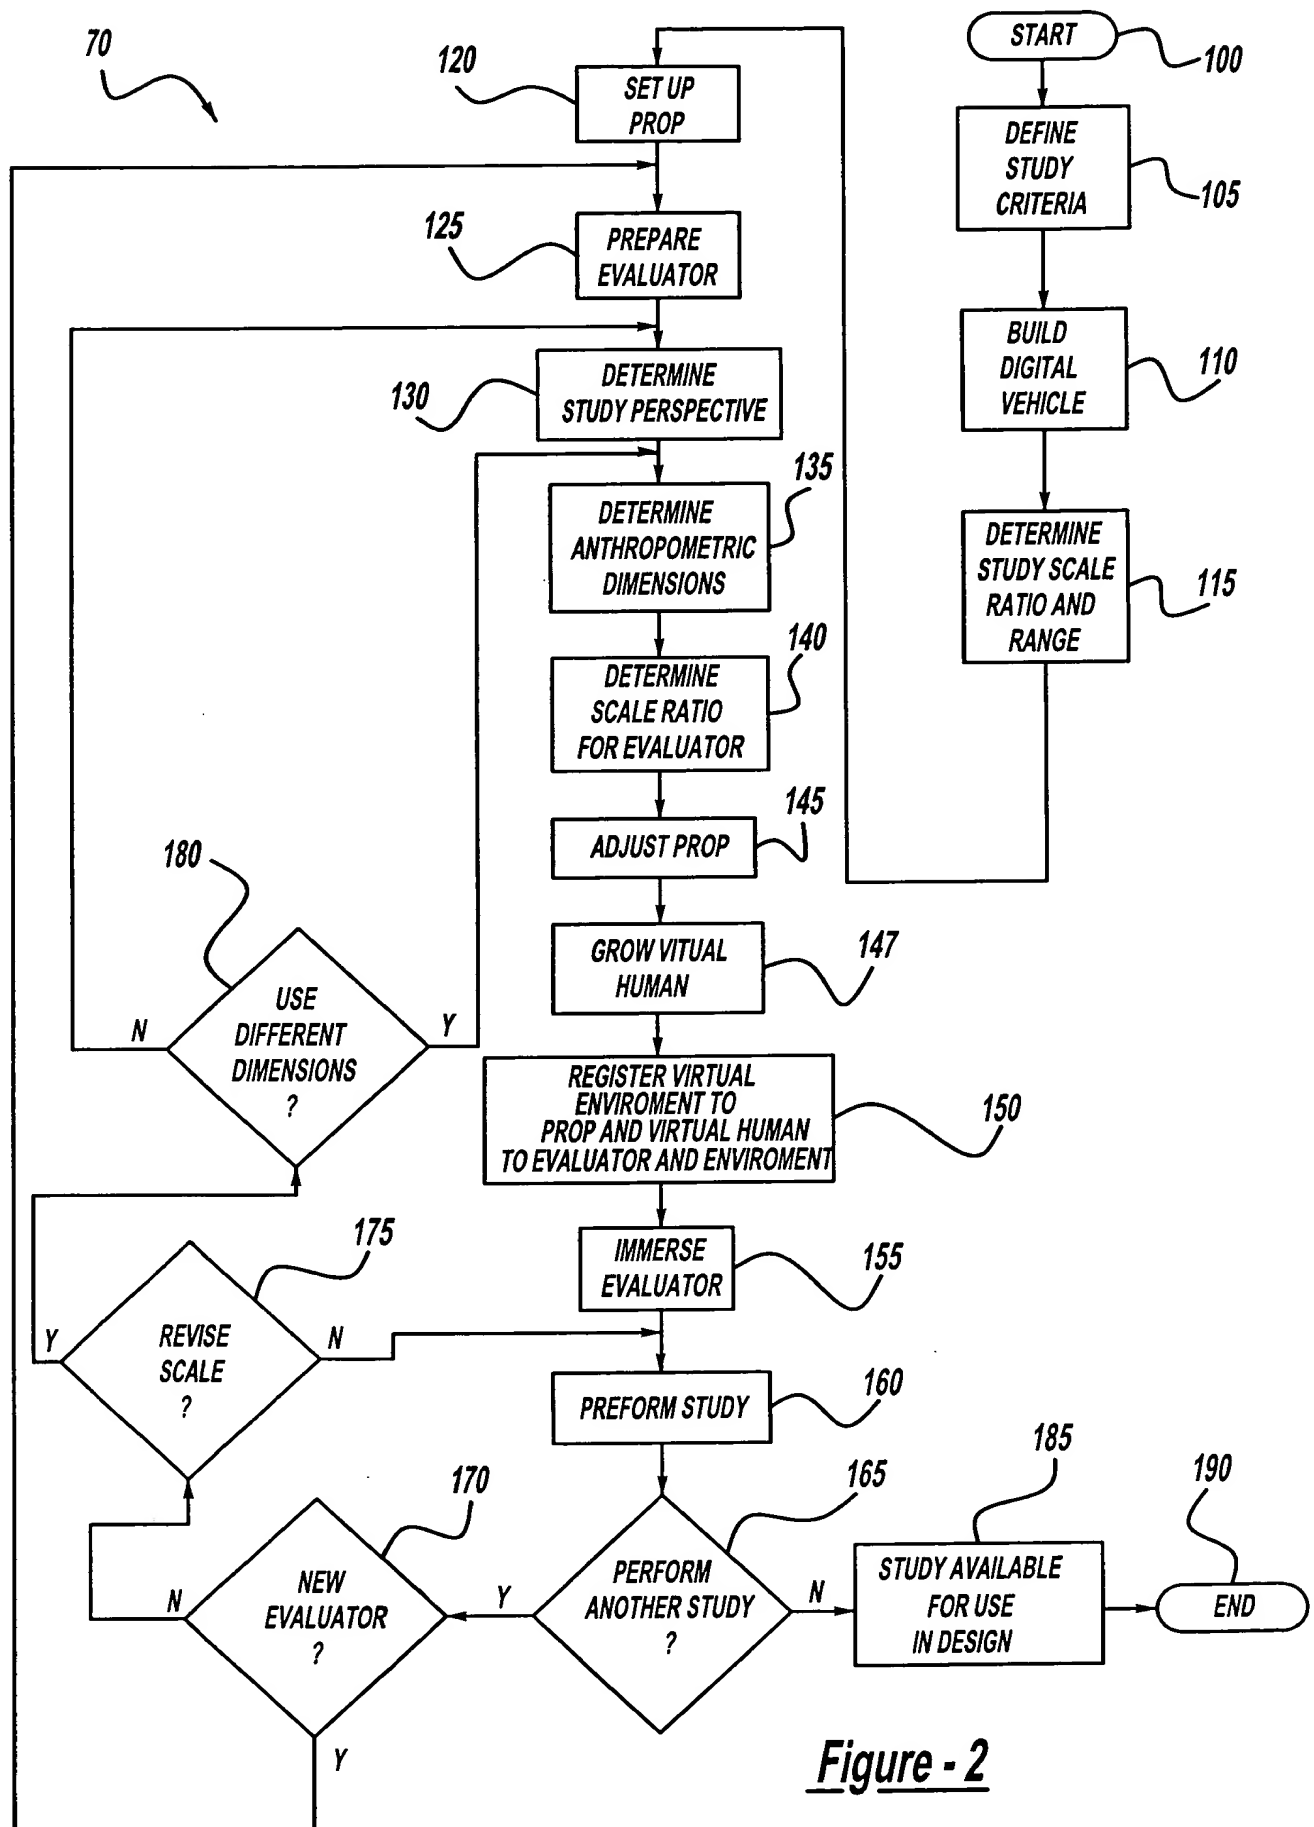 70
START
100
DEFINE
STUDY
CRITERIA
105
BUILD
DIGITAL
VEHICLE
110
DETERMINE
STUDY SCALE
RATIO AND
RANGE
115
120
SET UP
PROP
125
PREPARE
EVALUATOR
130
DETERMINE
STUDY PERSPECTIVE
135
DETERMINE
ANTHROPOMETRIC
DIMENSIONS
140
DETERMINE
SCALE RATIO
FOR EVALUATOR
145
ADJUST PROP
147
GROW VITUAL
HUMAN
150
REGISTER VIRTUAL
ENVIROMENT TO
PROP AND VIRTUAL HUMAN
TO EVALUATOR AND ENVIROMENT
155
IMMERSE
EVALUATOR
160
PREFORM STUDY
165
PERFORM
ANOTHER STUDY
?
Y
N
170
NEW
EVALUATOR
?
N
Y
175
REVISE
SCALE
?
Y
N
180
USE
DIFFERENT
DIMENSIONS
?
N
Y
185
STUDY AVAILABLE
FOR USE
IN DESIGN
190
END
Figure - 2